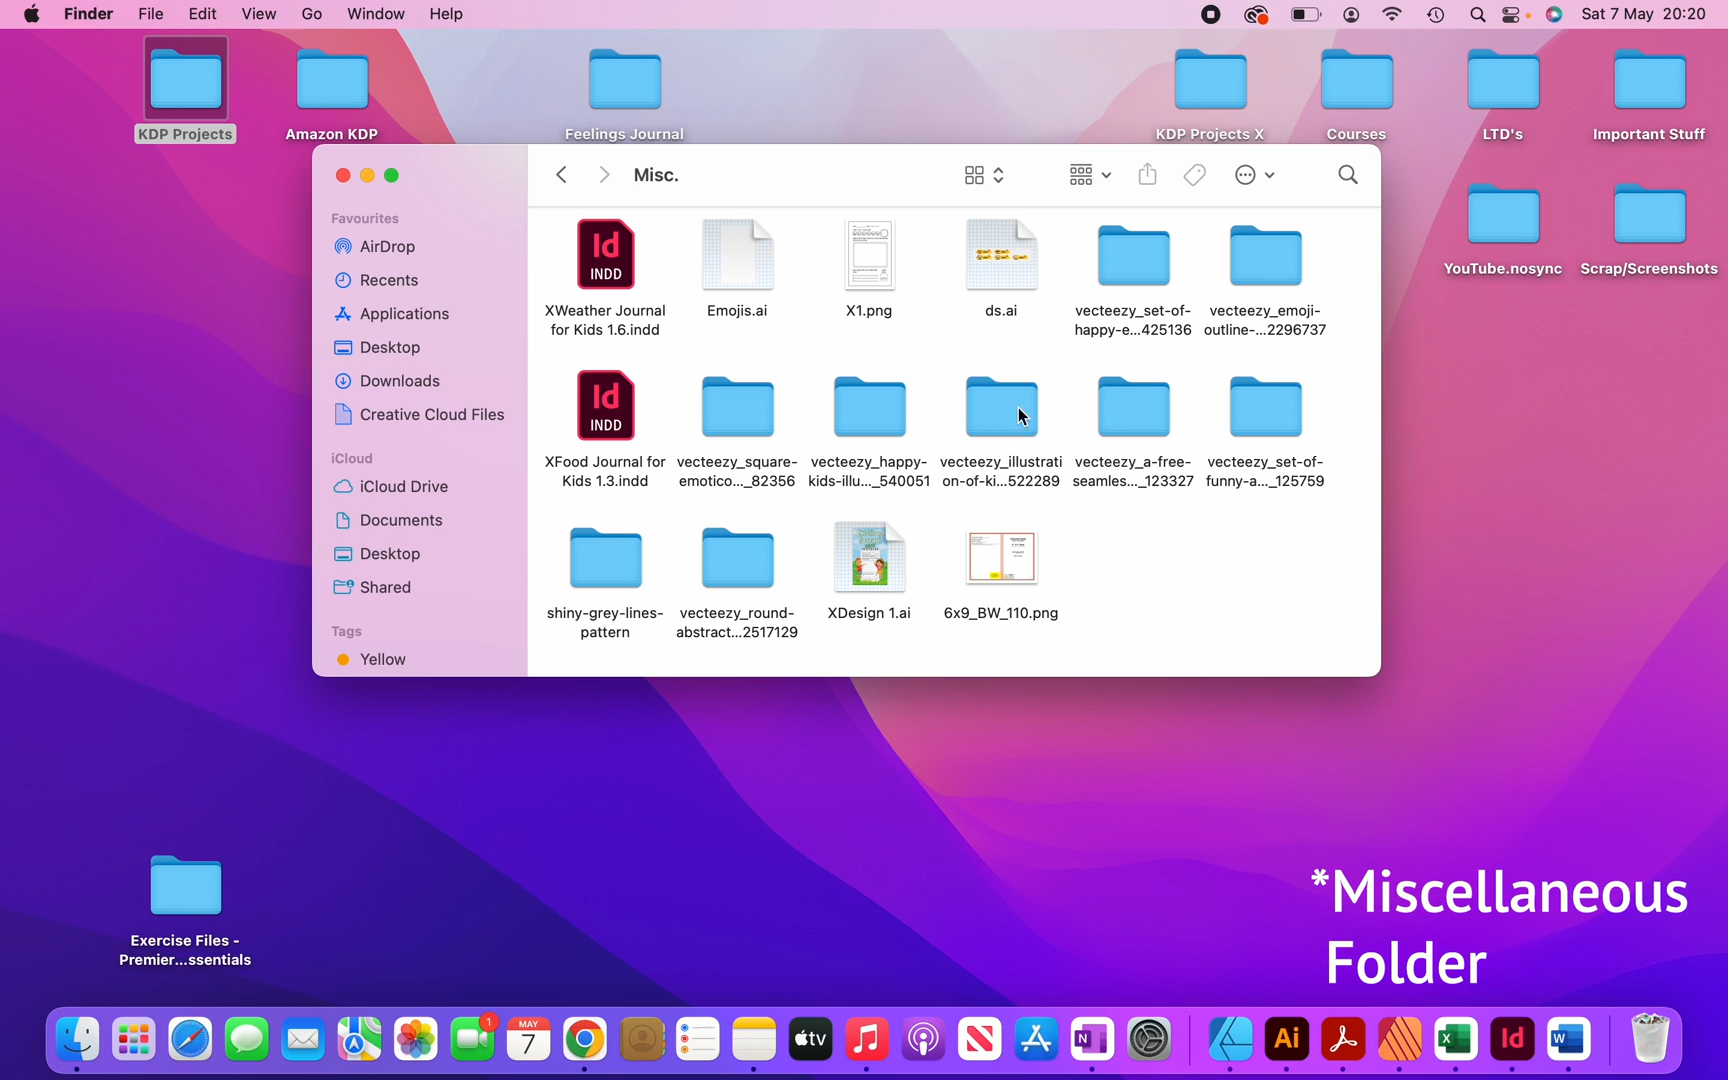 Finder File Edit View Go Window Help Sat 7 May 20:20
KDP Projects
Amazon KDP
Feelings Journal
KDP Projects X
Courses
LTD's
Important Stuff
YouTube.nosync
Scrap/Screenshots
Misc.
Favourites
AirDrop
Recents
Applications
Desktop
Downloads
Creative Cloud Files
iCloud
iCloud Drive
Documents
Desktop
Shared
Tags
Yellow
Id
INDD
XWeather Journal
for Kids 1.6.indd
Emojis.ai
X1.png
ds.ai
vecteezy_set-of-
happy-e...425136
vecteezy_emoji-
outline-...2296737
Id
INDD
XFood Journal for
Kids 1.3.indd
vecteezy_square-
emotico..._82356
vecteezy_happy-
kids-illu..._540051
vecteezy_illustrati
on-of-ki...522289
vecteezy_a-free-
seamles..._123327
vecteezy_set-of-
funny-a..._125759
shiny-grey-lines-
pattern
vecteezy_round-
abstract...2517129
XDesign 1.ai
6x9_BW_110.png
Exercise Files -
Premier...ssentials
*Miscellaneous
Folder
1
MAY
7
tv
N
Ai
X
Id
W